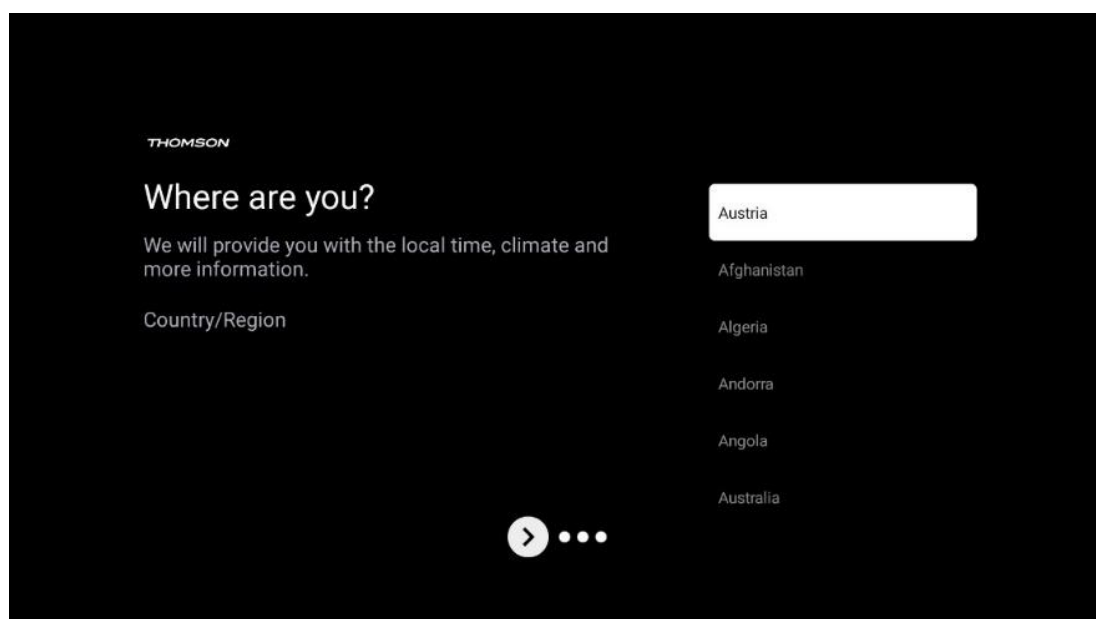 THOMSON
Where are you?
We will provide you with the local time, climate and
more information.
Country/Region
Austria
Afghanistan
Algeria
Andorra
Angola
Australia